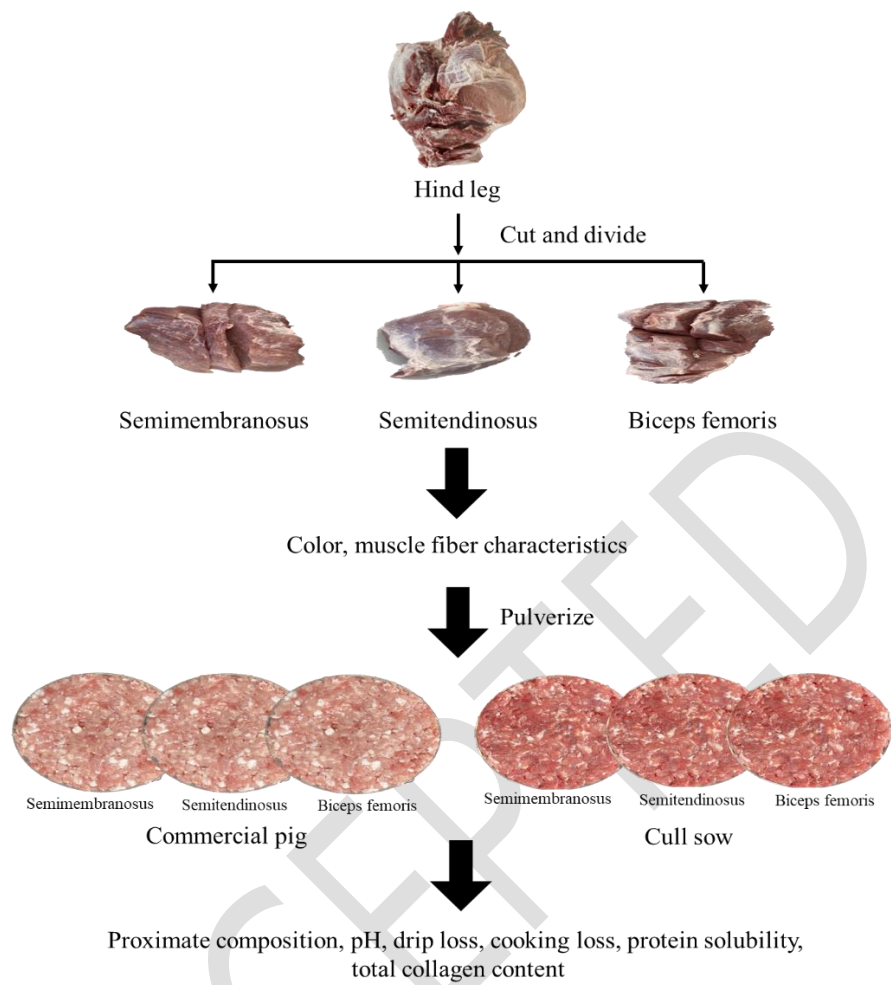 Hind leg
Cut and divide
Semimembranosus
Semitendinosus
Biceps femoris
Color, muscle fiber characteristics
Pulverize
Semimembranosus
Semitendinosus
Biceps femoris
Semimembranosus
Semitendinosus
Biceps femoris
Commercial pig
Cull sow
Proximate composition, pH, drip loss, cooking loss, protein solubility,
total collagen content
CEPTED